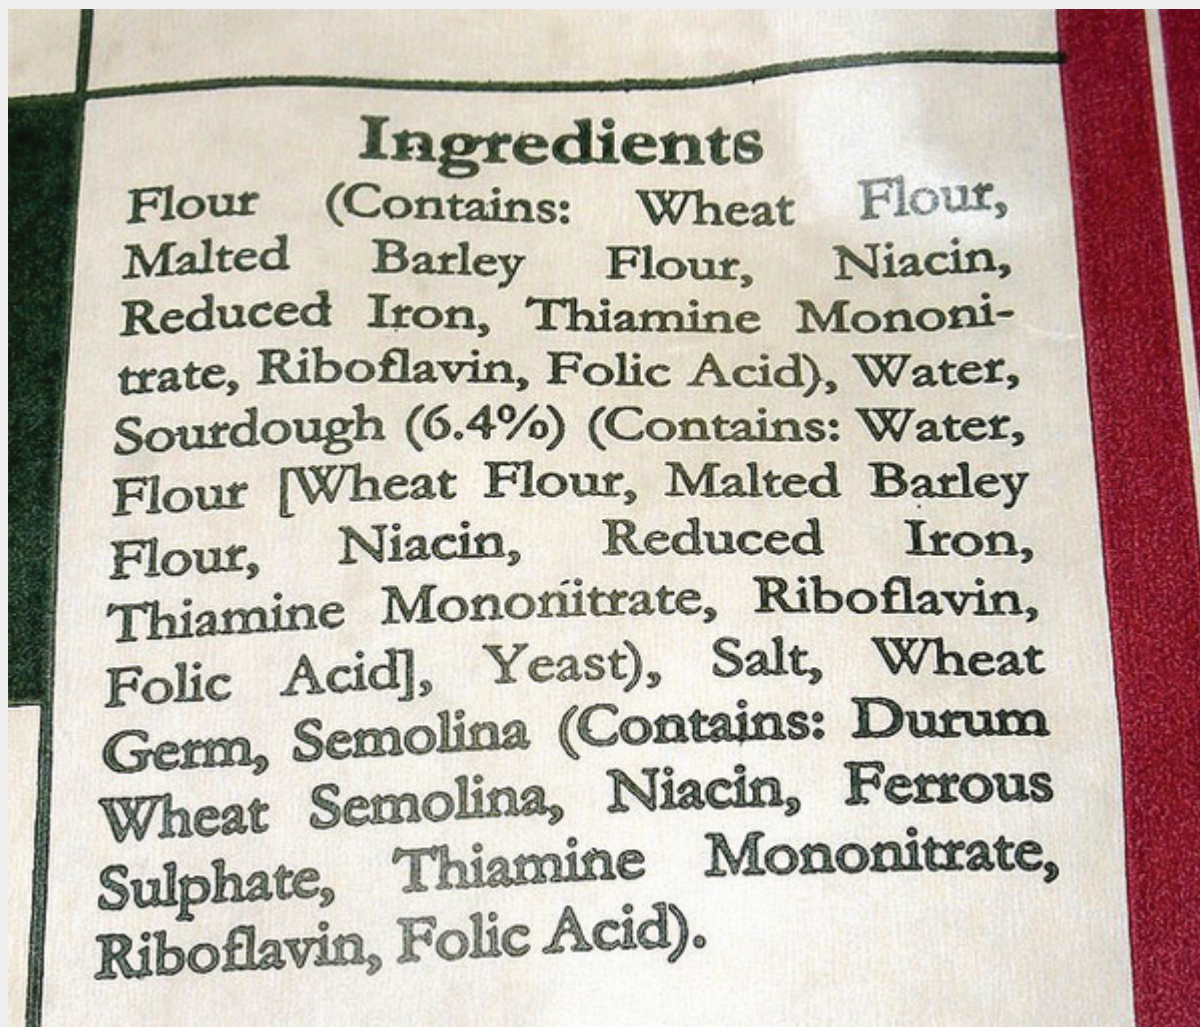 Ingredients
Flour (Contains: Wheat Flour,
Malted Barley Flour, Niacin,
Reduced Iron, Thiamine Mononi-
trate, Riboflavin, Folic Acid), Water,
Sourdough (6.4%) (Contains: Water,
Flour [Wheat Flour, Malted Barley
Flour, Niacin, Reduced Iron,
Thiamine Mononitrate, Riboflavin,
Folic Acid], Yeast), Salt, Wheat
Germ, Semolina (Contains: Durum
Wheat Semolina, Niacin, Ferrous
Sulphate, Thiamine Mononitrate,
Riboflavin, Folic Acid).